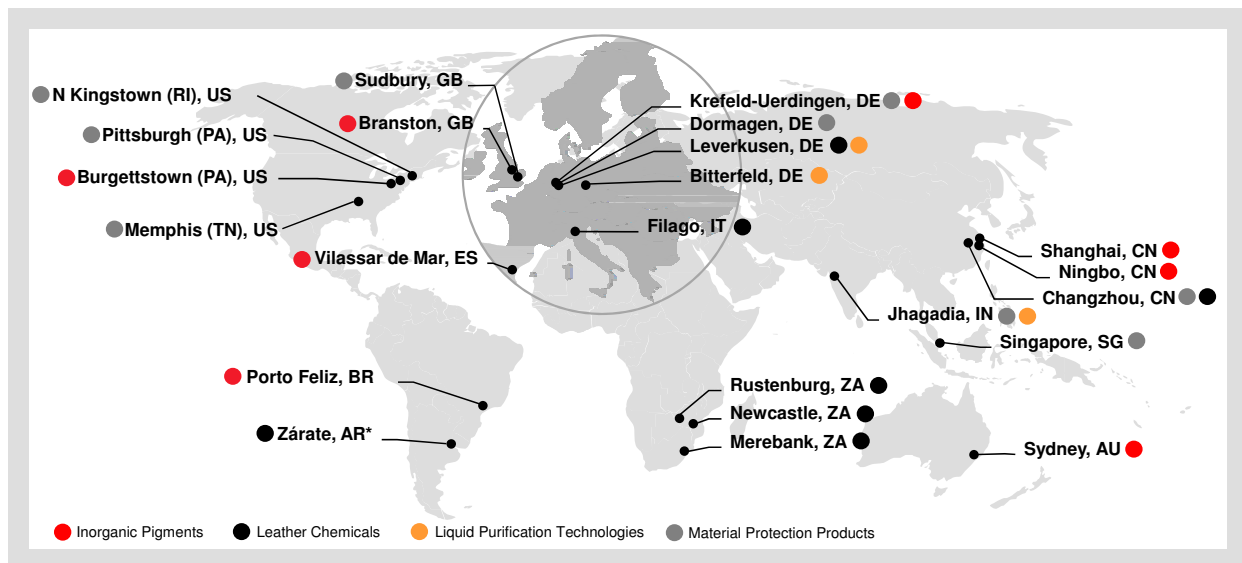 Sudbury, GB
N Kingstown (RI), US
Branston, GB
Pittsburgh (PA), US
Burgettstown (PA), US
Memphis (TN), US
Vilassar de Mar, ES
Krefeld-Uerdingen, DE
Dormagen, DE
Leverkusen, DE
Bitterfeld, DE
Filago, IT
Shanghai, CN
Ningbo, CN
Changzhou, CN
Jhagadia, IN
Singapore, SG
Porto Feliz, BR
Zárate, AR*
Rustenburg, ZA
Newcastle, ZA
Merebank, ZA
Sydney, AU
Inorganic Pigments
Leather Chemicals
Liquid Purification Technologies
Material Protection Products